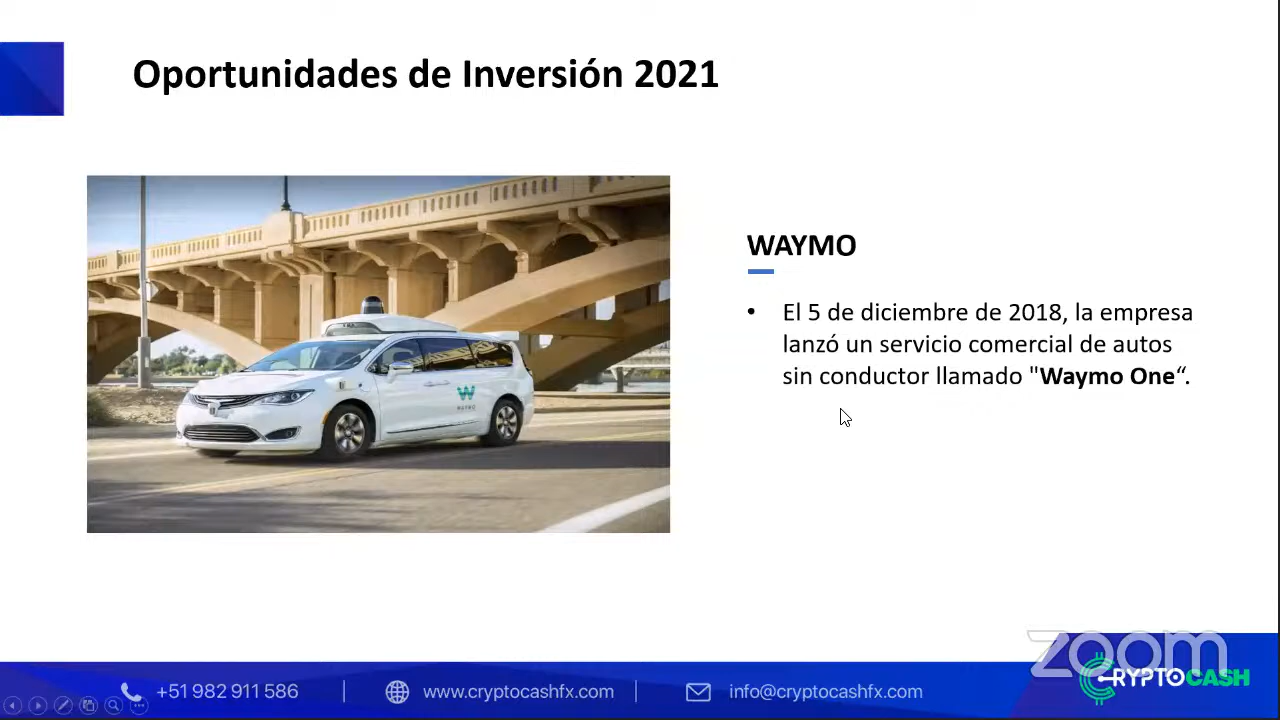 Oportunidades de Inversión 2021
WAYMO
WAYMO
• El 5 de diciembre de 2018, la empresa
lanzó un servicio comercial de autos
sin conductor llamado "Waymo One“.
zoom
+51 982 911 586
www.cryptocashfx.com
info@cryptocashfx.com
CRYPTOCASH